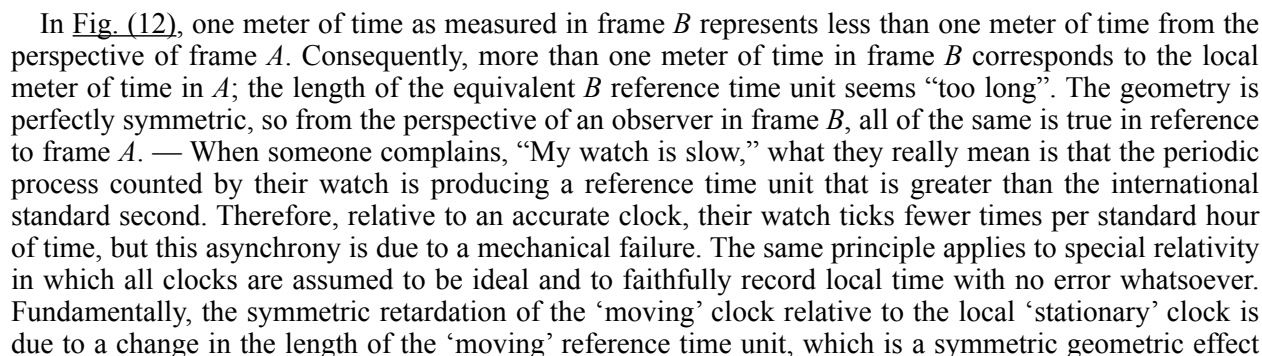 In Fig. (12), one meter of time as measured in frame B represents less than one meter of time from the
perspective of frame A. Consequently, more than one meter of time in frame B corresponds to the local
meter of time in A; the length of the equivalent B reference time unit seems “too long”. The geometry is
perfectly symmetric, so from the perspective of an observer in frame B, all of the same is true in reference
to frame A. — When someone complains, “My watch is slow,” what they really mean is that the periodic
process counted by their watch is producing a reference time unit that is greater than the international
standard second. Therefore, relative to an accurate clock, their watch ticks fewer times per standard hour
of time, but this asynchrony is due to a mechanical failure. The same principle applies to special relativity
in which all clocks are assumed to be ideal and to faithfully record local time with no error whatsoever.
Fundamentally, the symmetric retardation of the ‘moving’ clock relative to the local ‘stationary’ clock is
due to a change in the length of the ‘moving’ reference time unit, which is a symmetric geometric effect